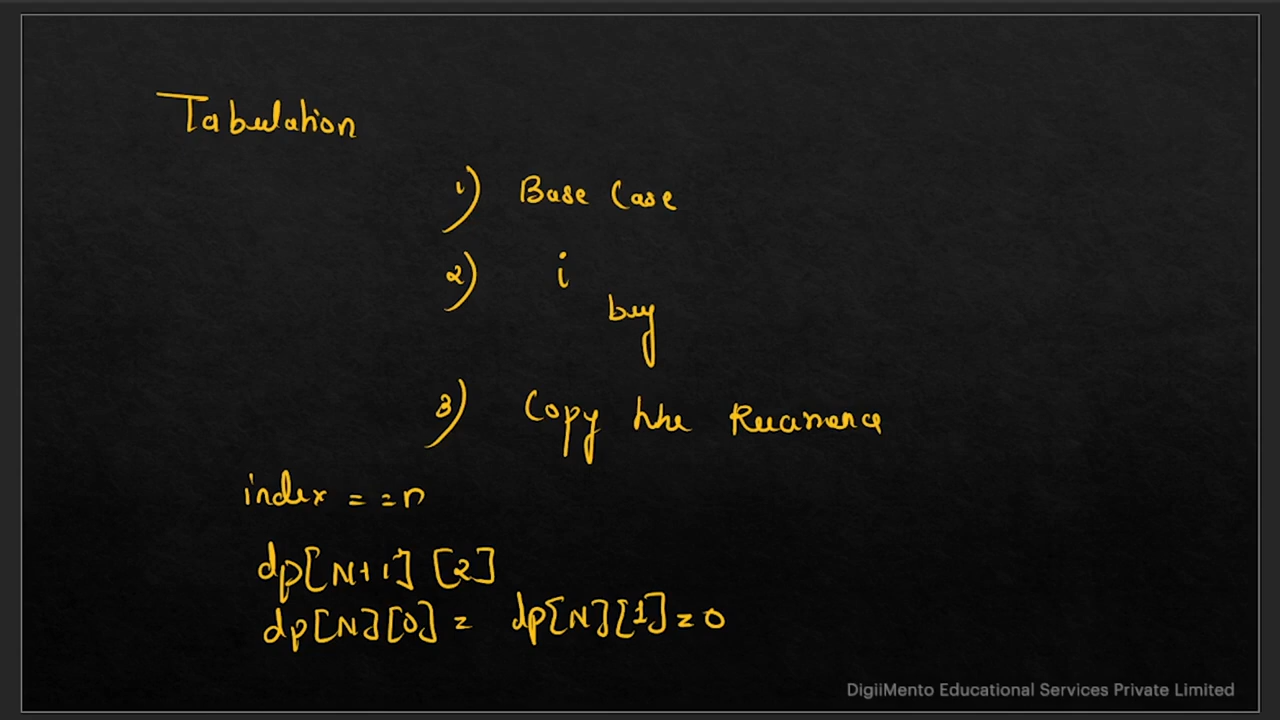 Tabulation
1) Base Case
2) i
buy
3) Copy the Recurrence
index = = n
dp[N+1][2]
dp[N][0] = dp[N][1] = 0
DigiiMento Educational Services Private Limited